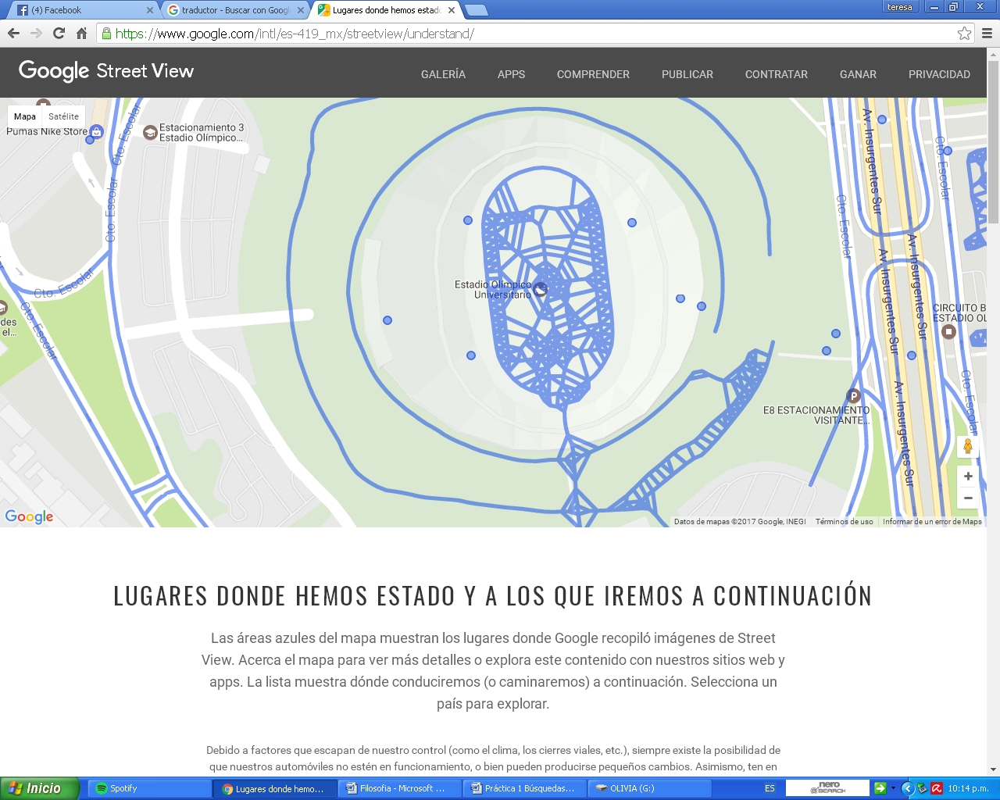 (4) Facebook
traductor - Buscar con Googl
Lugares donde hemos estad
teresa
https://www.google.com/intl/es-419_mx/streetview/understand/
Google Street View
GALERÍA
APPS
COMPRENDER
PUBLICAR
CONTRATAR
GANAR
PRIVACIDAD
Mapa
Satélite
Pumas Nike Store
Estacionamiento 3
Estadio Olímpico...
Cto. Escolar
Cto. Escolar
Cto. Escolar
Cto. Escolar
des
el...
Estadio Olímpico
Universitario
Av. Insurgentes Sur
Av. Insurgentes Sur
Av. Insurgentes Sur
Av. Insurgentes Sur
Cto. Escolar
Cto. Escolar
Cto. Escolar
CIRCUITO B
ESTADIO OL
P
E8 ESTACIONAMIENTO
VISITANTE...
Google
Datos de mapas ©2017 Google, INEGI
Términos de uso
Informar de un error de Maps
LUGARES DONDE HEMOS ESTADO Y A LOS QUE IREMOS A CONTINUACIÓN
Las áreas azules del mapa muestran los lugares donde Google recopiló imágenes de Street
View. Acerca el mapa para ver más detalles o explora este contenido con nuestros sitios web y
apps. La lista muestra dónde conduciremos (o caminaremos) a continuación. Selecciona un
país para explorar.
Debido a factores que escapan de nuestro control (como el clima, los cierres viales, etc.), siempre existe la posibilidad de
que nuestros automóviles no estén en funcionamiento, o bien pueden producirse pequeños cambios. Asimismo, ten en
Inicio
Spotify
Lugares donde hemo...
Filosofia - Microsoft ...
Práctica 1 Búsquedas...
OLIVIA (G:)
ES
nero
SEARCH
10:14 p.m.